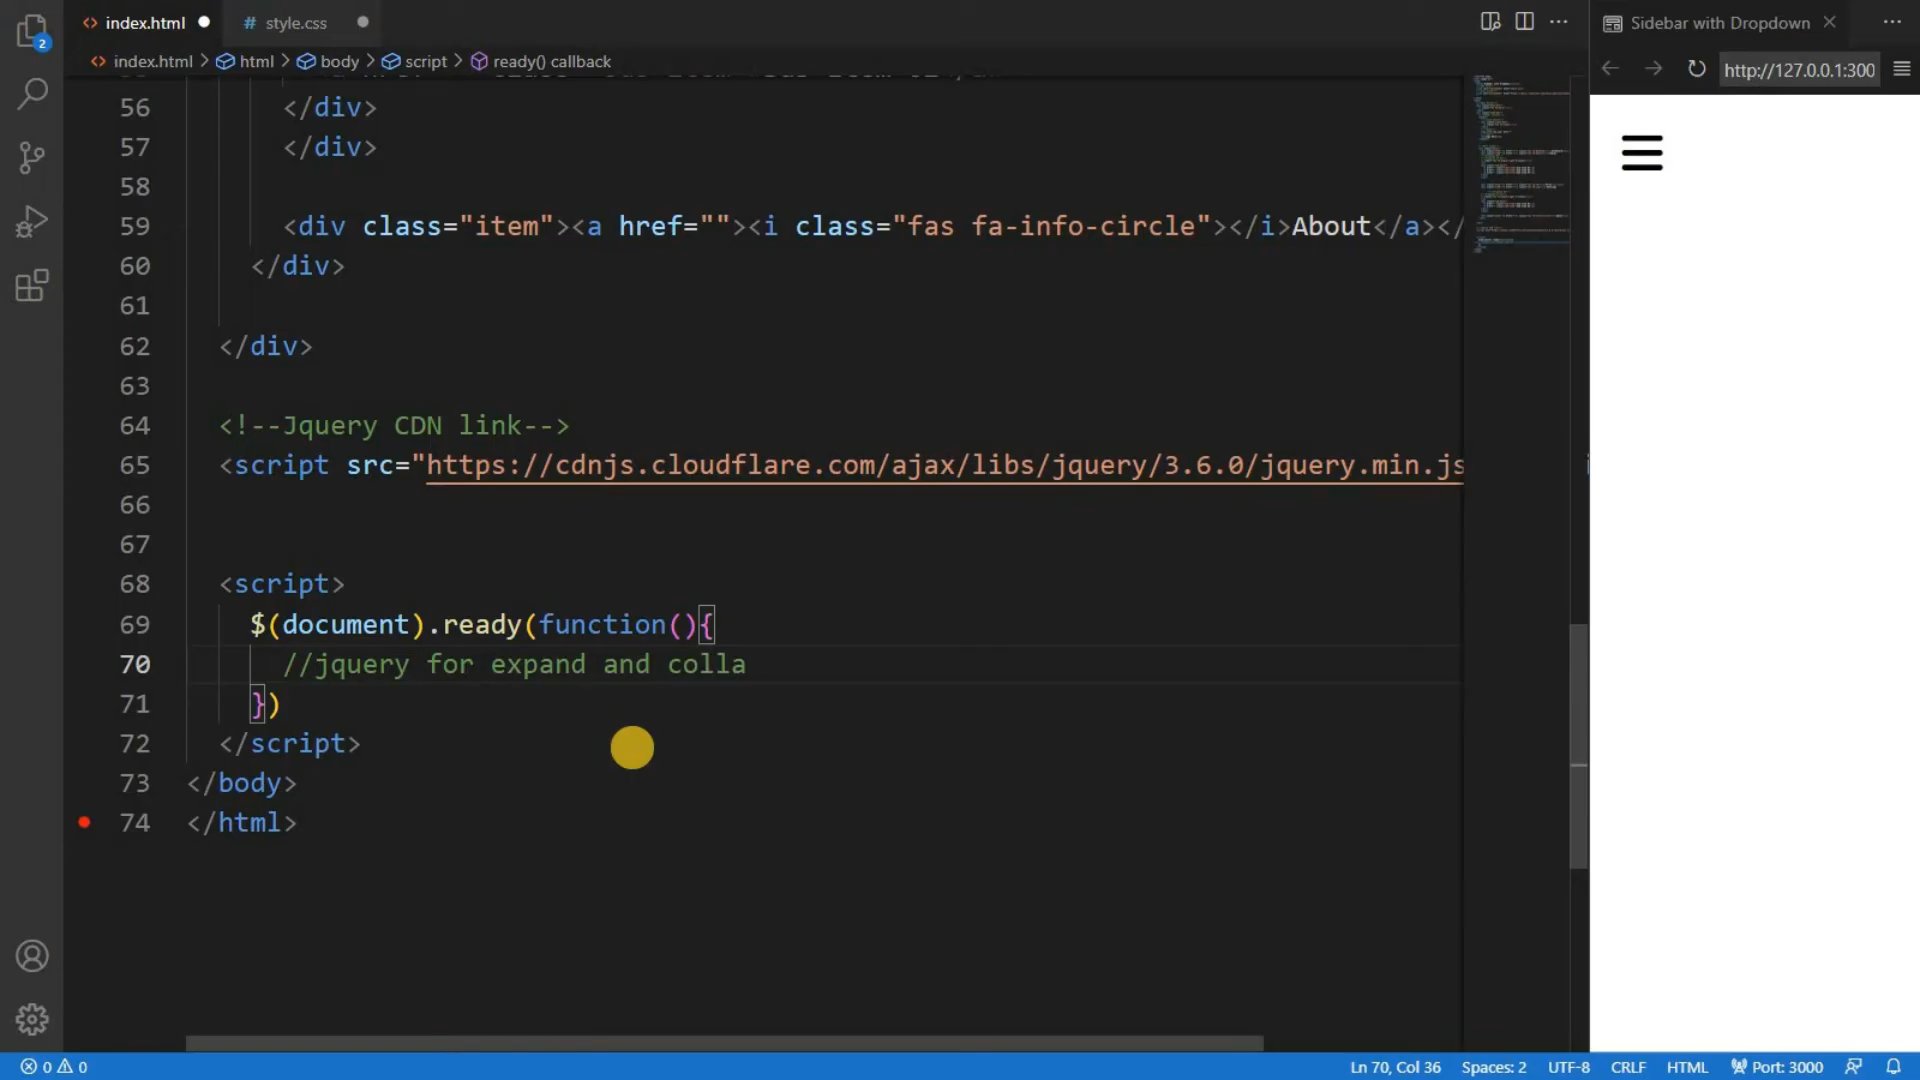 index.html
style.css
Sidebar with Dropdown
index.html > html > body > script > ready() callback
http://127.0.0.1:300
2
56 </div>
57 </div>
58
59 <div class="item"><a href=""><i class="fas fa-info-circle"></i>About</a></
60 </div>
61
62 </div>
63
64 <!--Jquery CDN link-->
65 <script src="https://cdnjs.cloudflare.com/ajax/libs/jquery/3.6.0/jquery.min.js
66
67
68 <script>
69 $(document).ready(function(){
70 //jquery for expand and colla
71 })
72 </script>
73 </body>
74 </html>
0 0 Ln 70, Col 36 Spaces: 2 UTF-8 CRLF HTML Port: 3000